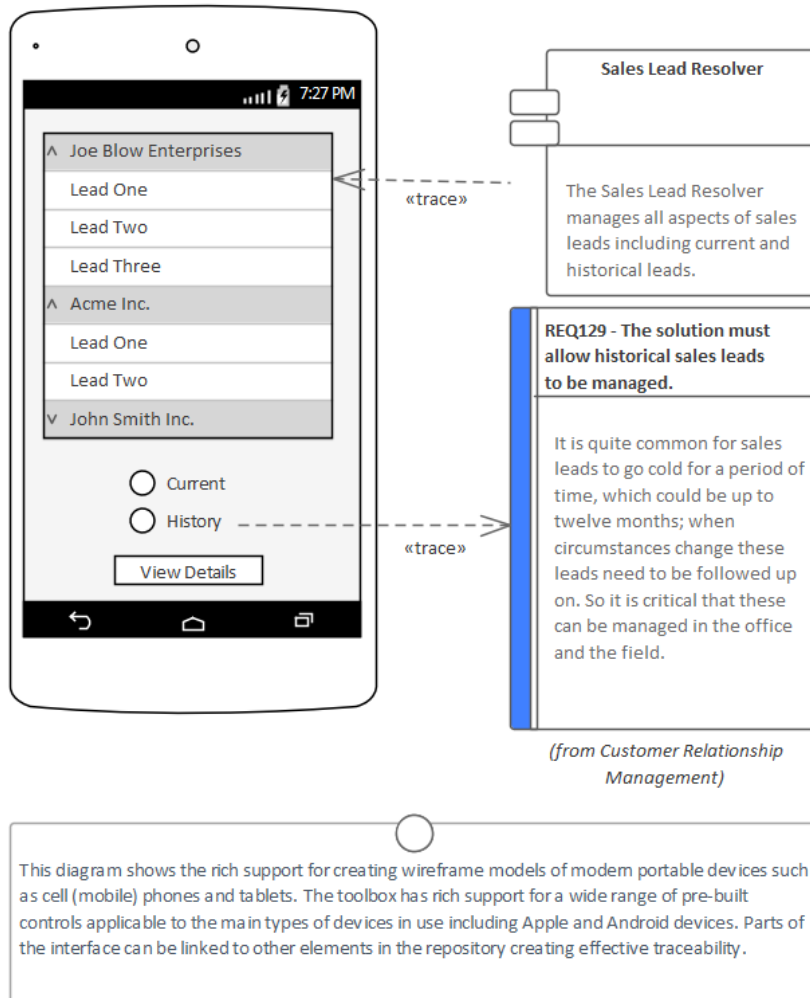 7:27 PM
^ Joe Blow Enterprises
Lead One
Lead Two
Lead Three
^ Acme Inc.
Lead One
Lead Two
v John Smith Inc.
Current
History
View Details
«trace»
«trace»
Sales Lead Resolver
The Sales Lead Resolver
manages all aspects of sales
leads including current and
historical leads.
REQ129 - The solution must
allow historical sales leads
to be managed.
It is quite common for sales
leads to go cold for a period of
time, which could be up to
twelve months; when
circumstances change these
leads need to be followed up
on. So it is critical that these
can be managed in the office
and the field.
(from Customer Relationship
Management)
This diagram shows the rich support for creating wireframe models of modern portable devices such
as cell (mobile) phones and tablets. The toolbox has rich support for a wide range of pre-built
controls applicable to the main types of devices in use including Apple and Android devices. Parts of
the interface can be linked to other elements in the repository creating effective traceability.